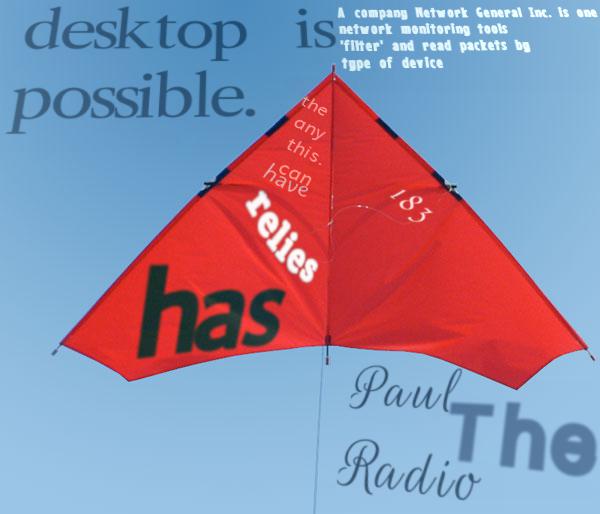 desktop is
possible.
A company Network General Inc. is one
network monitoring tools
'filter' and read packets by
type of device
the
any
this.
can
have
183
relies
has
Paul
The
Radio